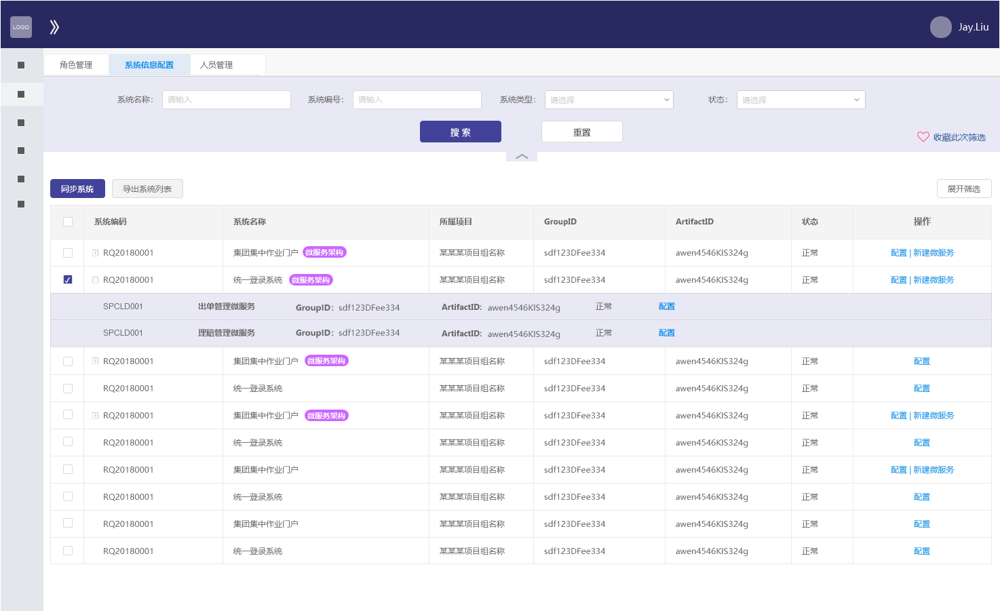 LOGO
Jay.Liu
角色管理 系统信息配置 人员管理
系统名称： 请输入 系统编号： 请输入 系统类型： 请选择 状态： 请选择
搜 索 重置
收藏此次筛选
同步系统 导出系统列表 展开筛选
系统编码 系统名称 所属项目 GroupID ArtifactID 状态 操作
RQ20180001 集团集中作业门户 微服务架构 某某某项目组名称 sdf123DFee334 awen4546KIS324g 正常 配置 | 新建微服务
RQ20180001 统一登录系统 微服务架构 某某某项目组名称 sdf123DFee334 awen4546KIS324g 正常 配置 | 新建微服务
SPCLD001 出单管理微服务 GroupID： sdf123DFee334 ArtifactID: awen4546KIS324g 正常 配置
SPCLD001 理赔管理微服务 GroupID： sdf123DFee334 ArtifactID: awen4546KIS324g 正常 配置
RQ20180001 集团集中作业门户 微服务架构 某某某项目组名称 sdf123DFee334 awen4546KIS324g 正常 配置
RQ20180001 统一登录系统 某某某项目组名称 sdf123DFee334 awen4546KIS324g 正常 配置
RQ20180001 集团集中作业门户 微服务架构 某某某项目组名称 sdf123DFee334 awen4546KIS324g 正常 配置 | 新建微服务
RQ20180001 统一登录系统 某某某项目组名称 sdf123DFee334 awen4546KIS324g 正常 配置
RQ20180001 集团集中作业门户 某某某项目组名称 sdf123DFee334 awen4546KIS324g 正常 配置 | 新建微服务
RQ20180001 统一登录系统 某某某项目组名称 sdf123DFee334 awen4546KIS324g 正常 配置
RQ20180001 集团集中作业门户 某某某项目组名称 sdf123DFee334 awen4546KIS324g 正常 配置
RQ20180001 统一登录系统 某某某项目组名称 sdf123DFee334 awen4546KIS324g 正常 配置